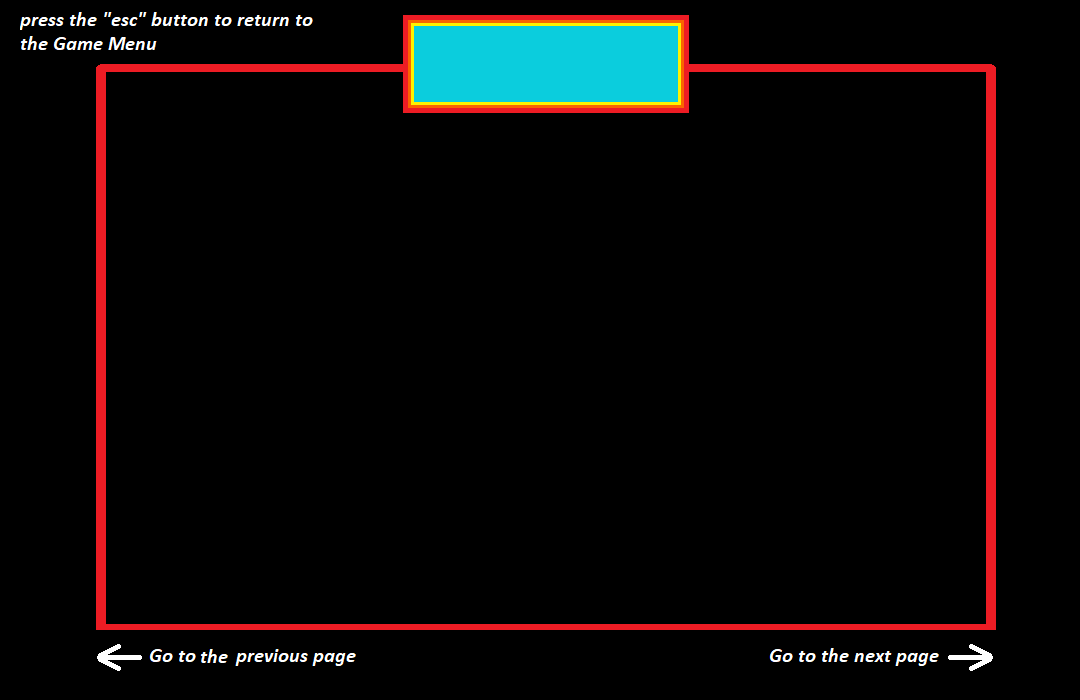 press the "esc" button to return to
the Game Menu
Go to the previous page
Go to the next page